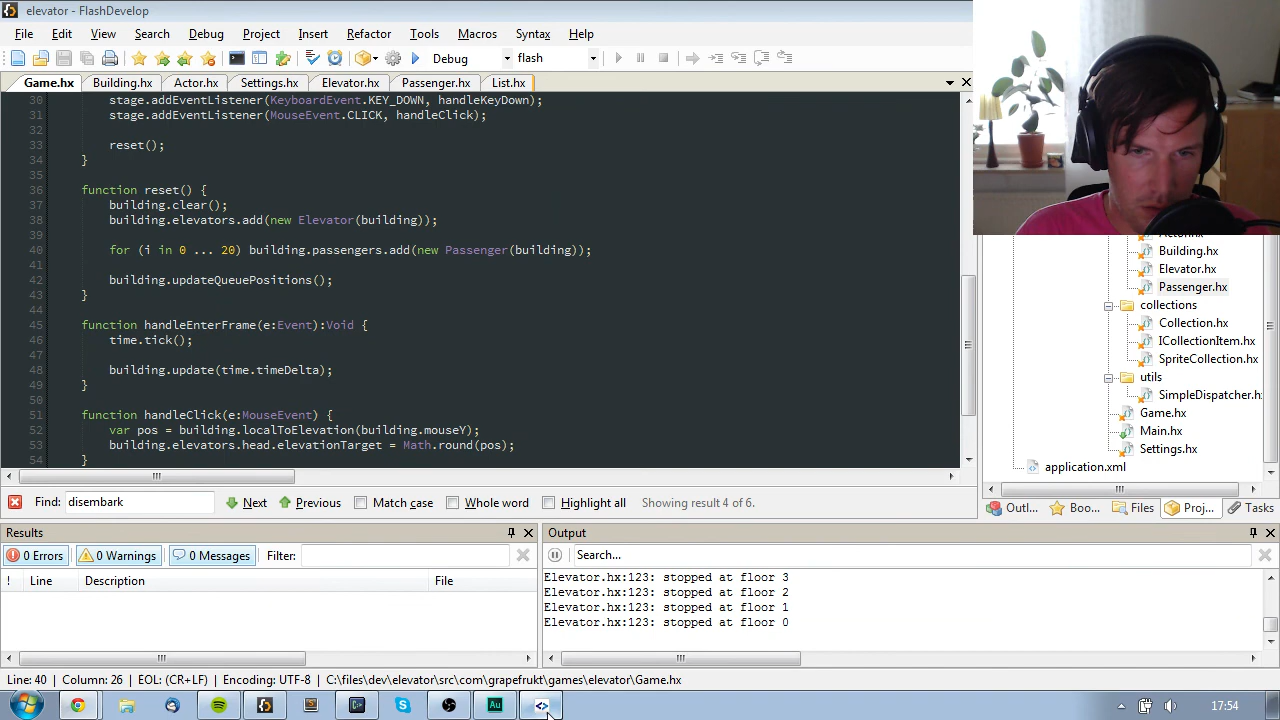 elevator - FlashDevelop
File Edit View Search Debug Project Insert Refactor Tools Macros Syntax Help
Debug flash
Game.hx Building.hx Actor.hx Settings.hx Elevator.hx Passenger.hx List.hx
30 stage.addEventListener(KeyboardEvent.KEY_DOWN, handleKeyDown);
31 stage.addEventListener(MouseEvent.CLICK, handleClick);
32
33 reset();
34 }
35
36 function reset() {
37 building.clear();
38 building.elevators.add(new Elevator(building));
39
40 for (i in 0 ... 20) building.passengers.add(new Passenger(building));
41
42 building.updateQueuePositions();
43 }
44
45 function handleEnterFrame(e:Event):Void {
46 time.tick();
47
48 building.update(time.timeDelta);
49 }
50
51 function handleClick(e:MouseEvent) {
52 var pos = building.localToElevation(building.mouseY);
53 building.elevators.head.elevationTarget = Math.round(pos);
54 }
Building.hx
Elevator.hx
Passenger.hx
collections
Collection.hx
ICollectionItem.hx
SpriteCollection.hx
utils
SimpleDispatcher.h
Game.hx
Main.hx
Settings.hx
application.xml
Find: disembark Next Previous Match case Whole word Highlight all Showing result 4 of 6.
Outl... Boo... Files Proj... Tasks
Results
0 Errors 0 Warnings 0 Messages Filter:
! Line Description File
Output
Search...
Elevator.hx:123: stopped at floor 3
Elevator.hx:123: stopped at floor 2
Elevator.hx:123: stopped at floor 1
Elevator.hx:123: stopped at floor 0
Line: 40 Column: 26 EOL: (CR+LF) Encoding: UTF-8 C:\files\dev\elevator\src\com\grapefrukt\games\elevator\Game.hx
Au
17:54